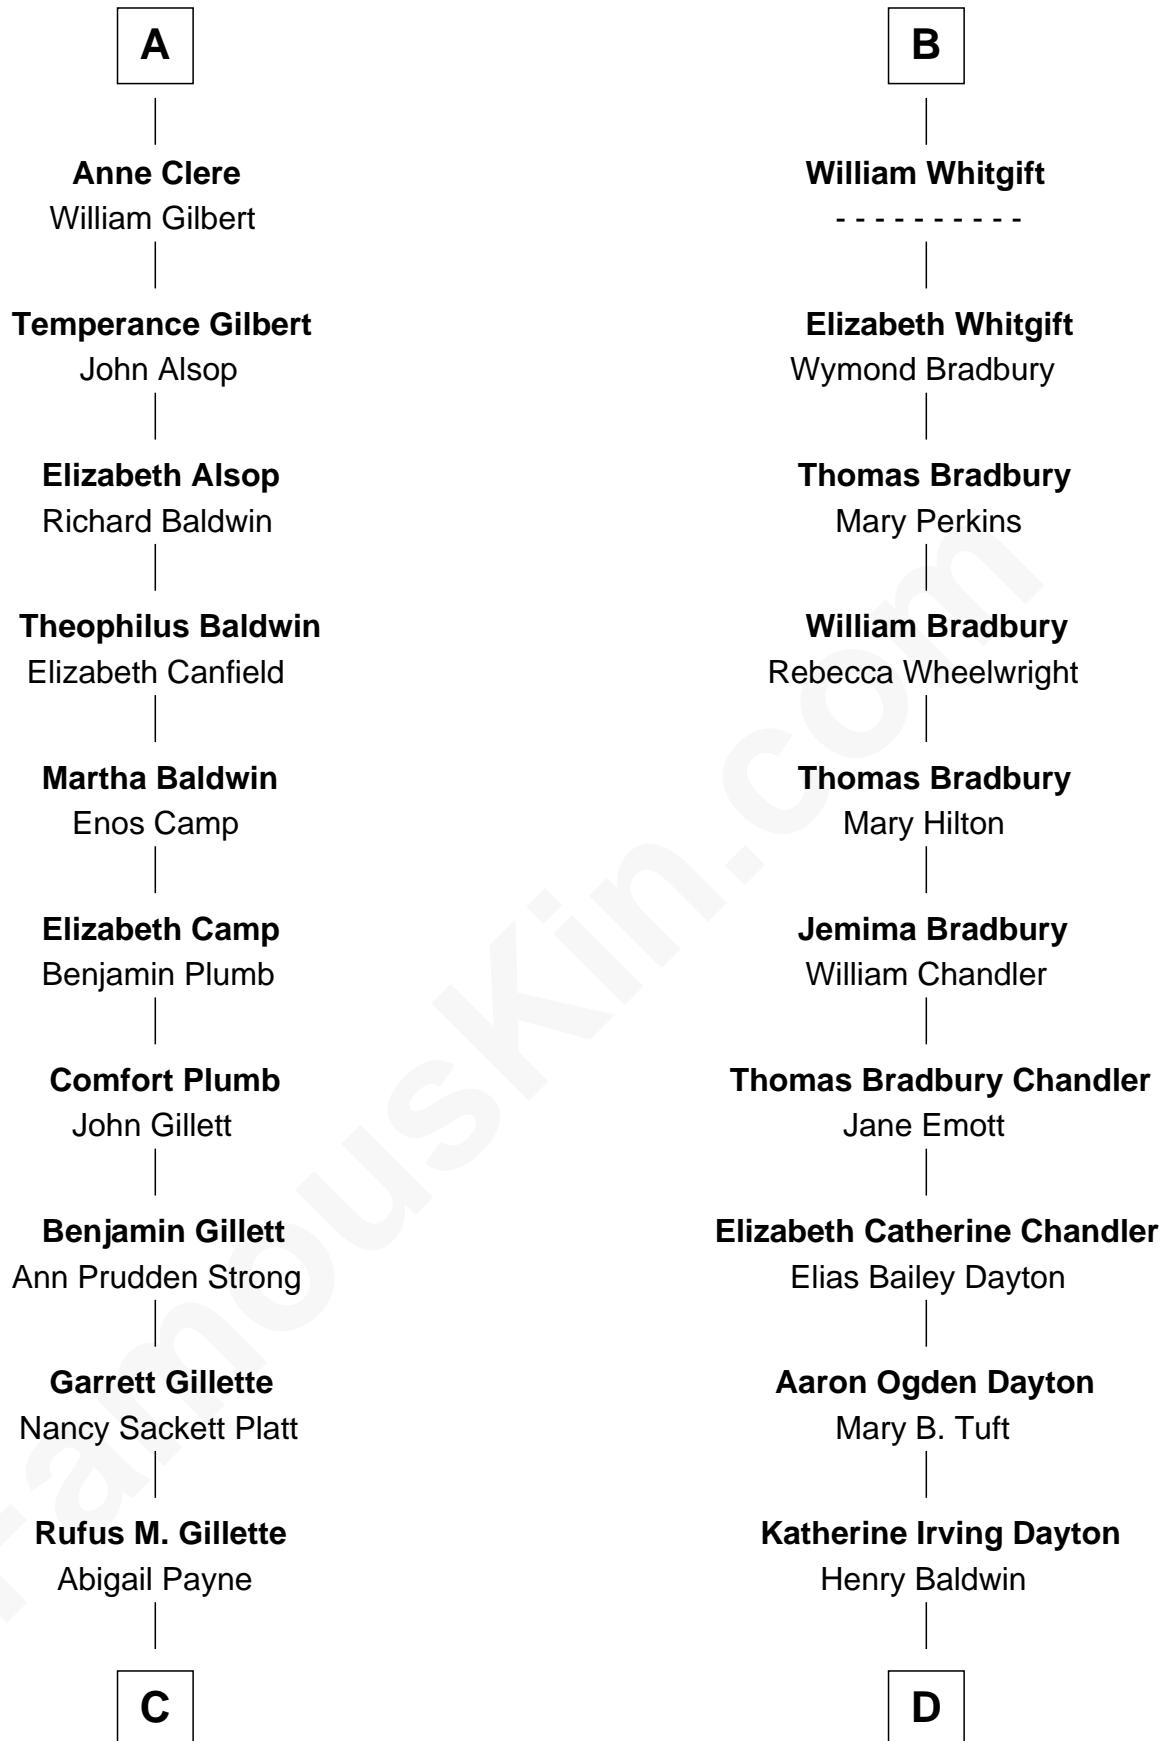 A
Anne Clere
William Gilbert
Temperance Gilbert
John Alsop
Elizabeth Alsop
Richard Baldwin
Theophilus Baldwin
Elizabeth Canfield
Martha Baldwin
Enos Camp
Elizabeth Camp
Benjamin Plumb
Comfort Plumb
John Gillett
Benjamin Gillett
Ann Prudden Strong
Garrett Gillette
Nancy Sackett Platt
Rufus M. Gillette
Abigail Payne
C
B
William Whitgift
- - - - - - - - - -
Elizabeth Whitgift
Wymond Bradbury
Thomas Bradbury
Mary Perkins
William Bradbury
Rebecca Wheelwright
Thomas Bradbury
Mary Hilton
Jemima Bradbury
William Chandler
Thomas Bradbury Chandler
Jane Emott
Elizabeth Catherine Chandler
Elias Bailey Dayton
Aaron Ogden Dayton
Mary B. Tuft
Katherine Irving Dayton
Henry Baldwin
D
FamousKin.com